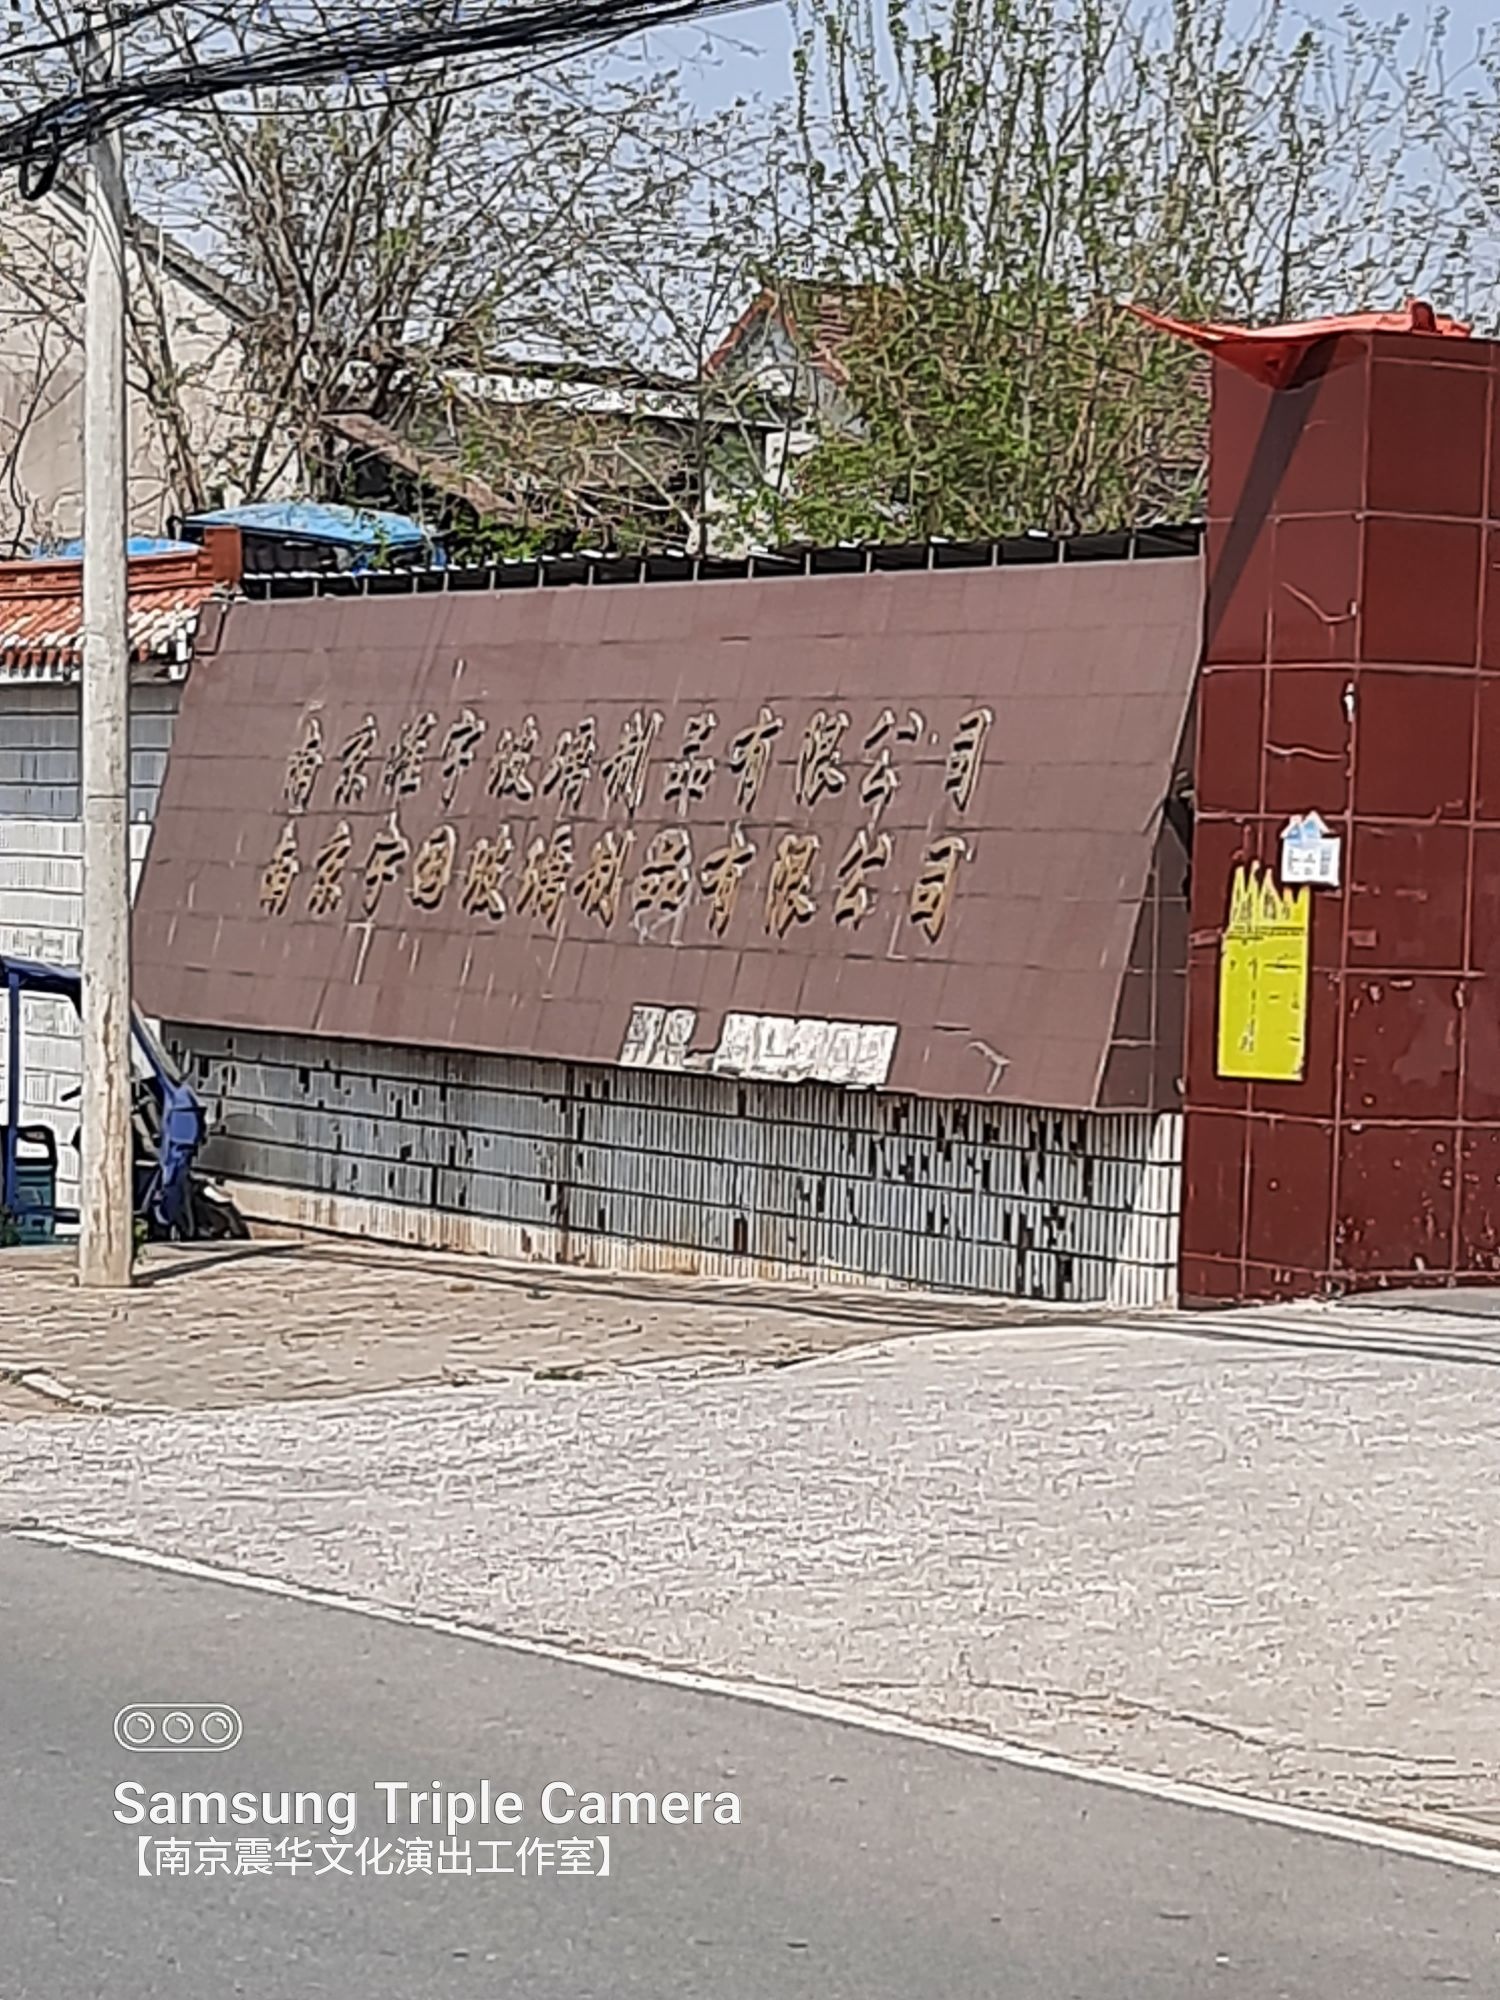 南京淮宇玻璃制品有限公司
南京宇国玻璃制品有限公司
Samsung Triple Camera
【南京震华文化演出工作室】